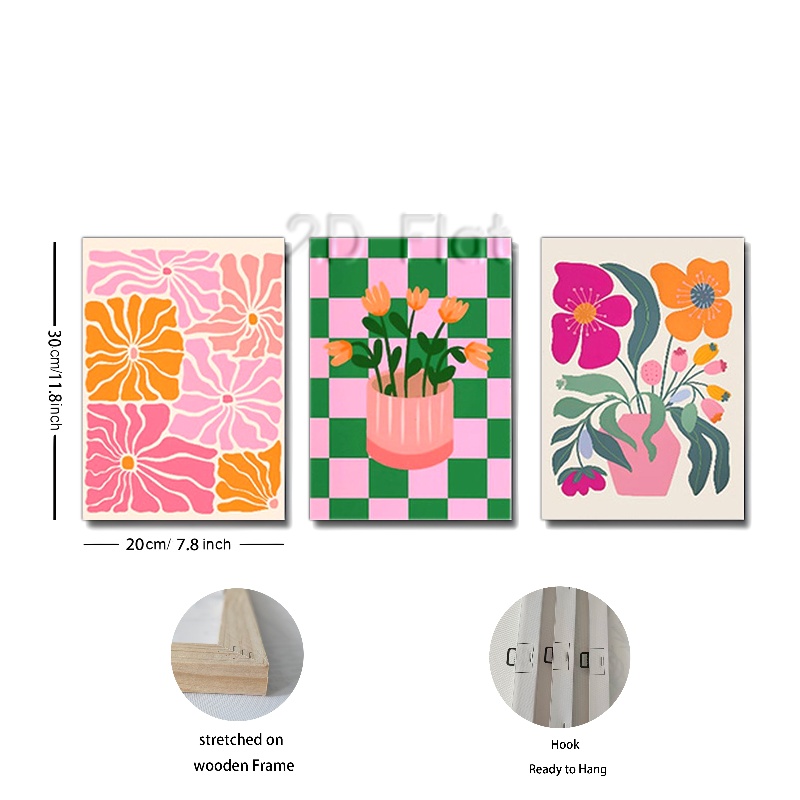 2D Flat
30cm/11.8inch
20cm/ 7.8 inch
stretched on
wooden Frame
Hook
Ready to Hang